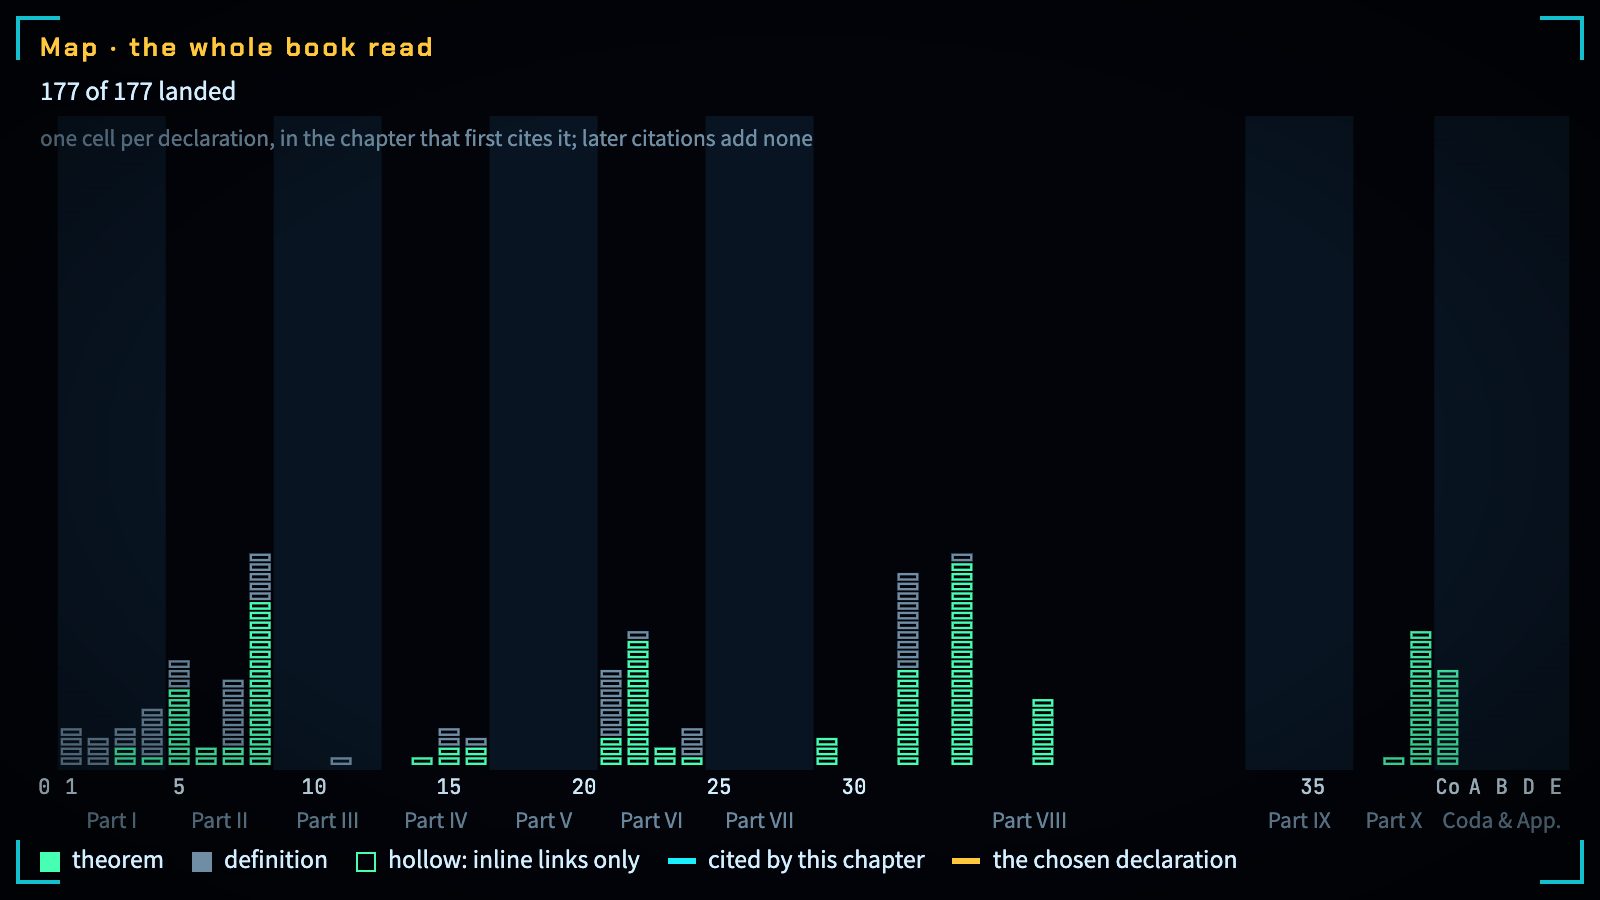 Map · the whole book read
177 of 177 landed
one cell per declaration, in the chapter that first cites it; later citations add none
0 1 5 10 15 20 25 30 35 Co A B D E
Part I Part II Part III Part IV Part V Part VI Part VII Part VIII Part IX Part X Coda & App.
theorem definition hollow: inline links only cited by this chapter the chosen declaration